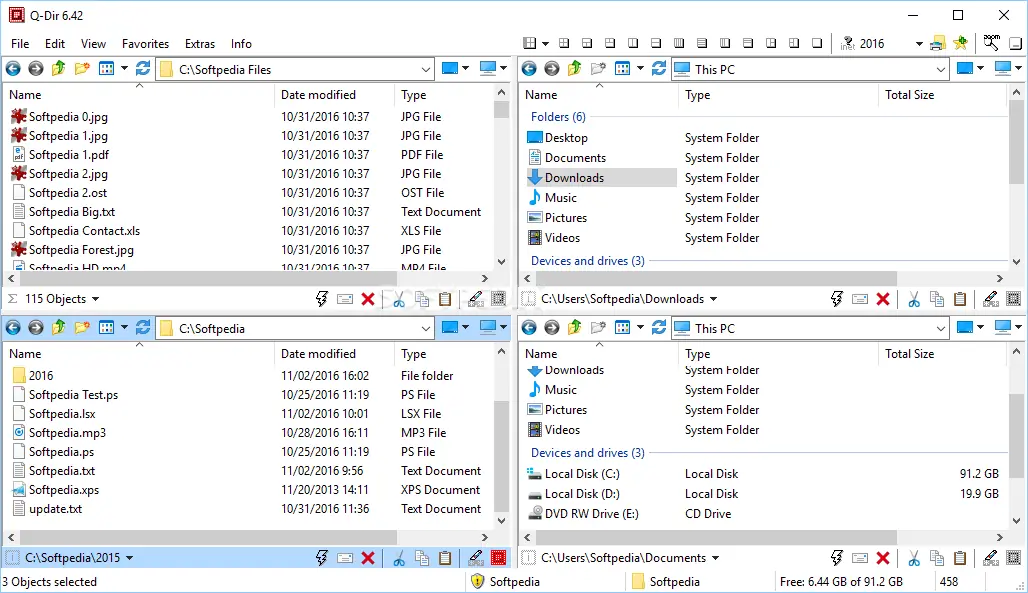 Q-Dir 6.42
File Edit View Favorites Extras Info
2016
C:\Softpedia Files
Name Date modified Type
Softpedia 0.jpg 10/31/2016 10:37 JPG File
Softpedia 1.jpg 10/31/2016 10:37 JPG File
Softpedia 1.pdf 10/31/2016 10:37 PDF File
Softpedia 2.jpg 10/31/2016 10:37 JPG File
Softpedia 2.ost 10/31/2016 10:37 OST File
Softpedia Big.txt 10/31/2016 10:37 Text Document
Softpedia Contact.xls 10/31/2016 10:37 XLS File
Softpedia Forest.jpg 10/31/2016 10:37 JPG File
Softpedia HD.mp4 10/31/2016 10:37 MP4 File
115 Objects
This PC
Name Type Total Size
Folders (6)
Desktop System Folder
Documents System Folder
Downloads System Folder
Music System Folder
Pictures System Folder
Videos System Folder
Devices and drives (3)
C:\Users\Softpedia\Downloads
C:\Softpedia
Name Date modified Type
2016 11/02/2016 16:02 File folder
Softpedia Test.ps 10/25/2016 11:19 PS File
Softpedia.lsx 11/02/2016 10:01 LSX File
Softpedia.mp3 10/28/2016 16:11 MP3 File
Softpedia.ps 10/25/2016 11:19 PS File
Softpedia.txt 11/02/2016 9:56 Text Document
Softpedia.xps 11/20/2013 14:11 XPS Document
update.txt 10/31/2016 11:36 Text Document
C:\Softpedia\2015
This PC
Name Type Total Size
Downloads System Folder
Music System Folder
Pictures System Folder
Videos System Folder
Devices and drives (3)
Local Disk (C:) Local Disk 91.2 GB
Local Disk (D:) Local Disk 19.9 GB
DVD RW Drive (E:) CD Drive
C:\Users\Softpedia\Documents
3 Objects selected
Softpedia
Softpedia
Free: 6.44 GB of 91.2 GB
458